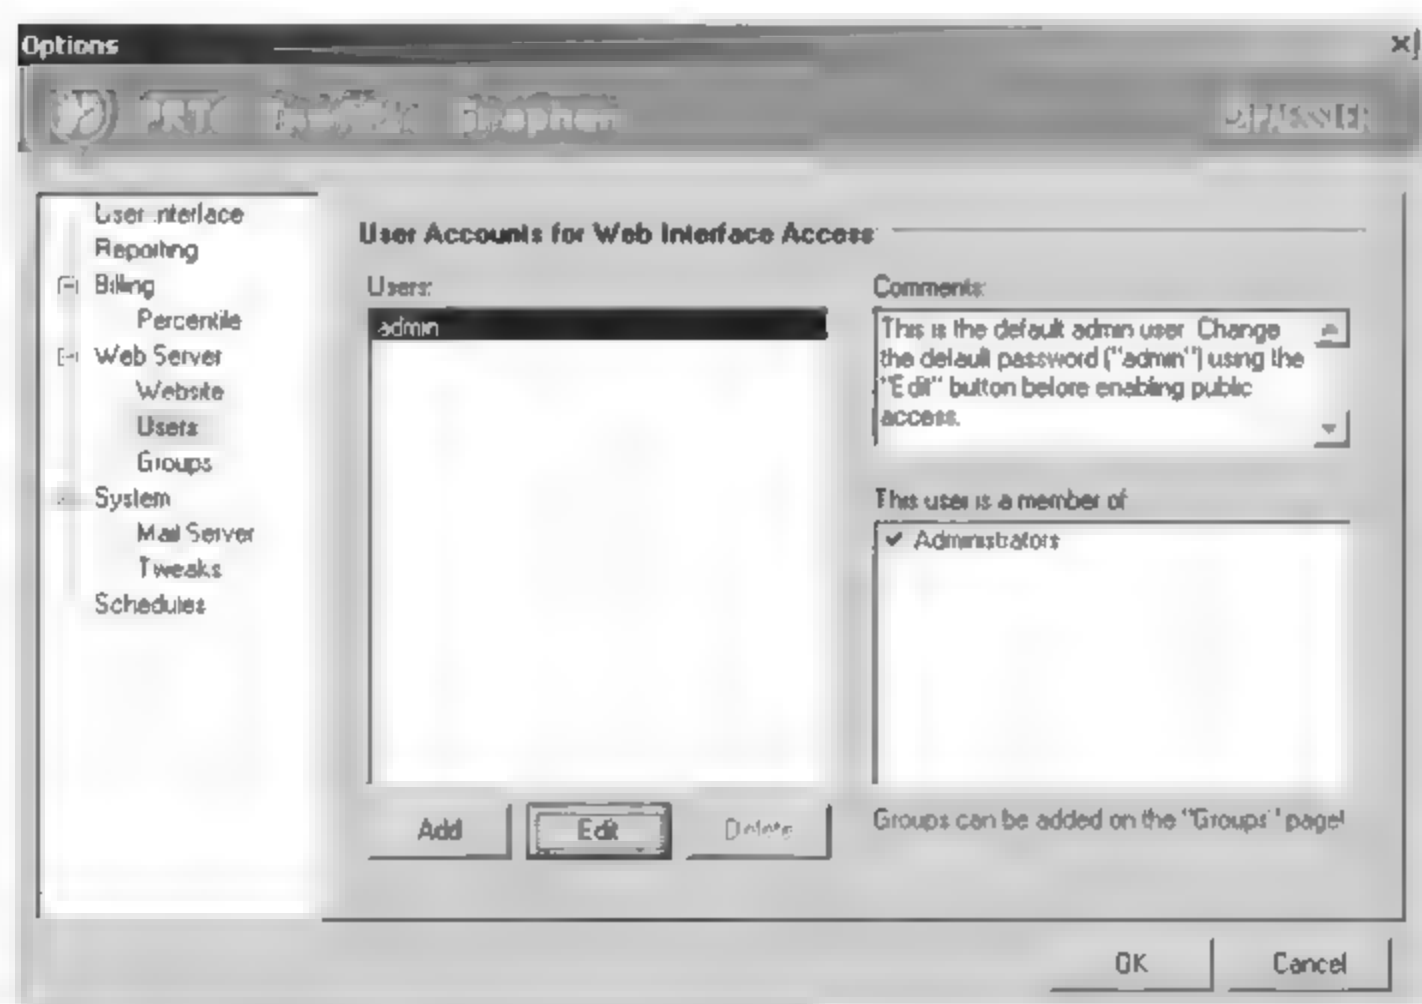 Options
PRTG Traffic Grapher
PAESSLER
User Interface
Reporting
Billing
Percentile
Web Server
Website
Users
Groups
System
Mail Server
Tweaks
Schedules
User Accounts for Web Interface Access
Users:
admin
Add
Edit
Delete
Comments:
This is the default admin user. Change
the default password ("admin") using the
"Edit" button before enabling public
access.
This user is a member of
Administrators
Groups can be added on the "Groups" page!
OK
Cancel